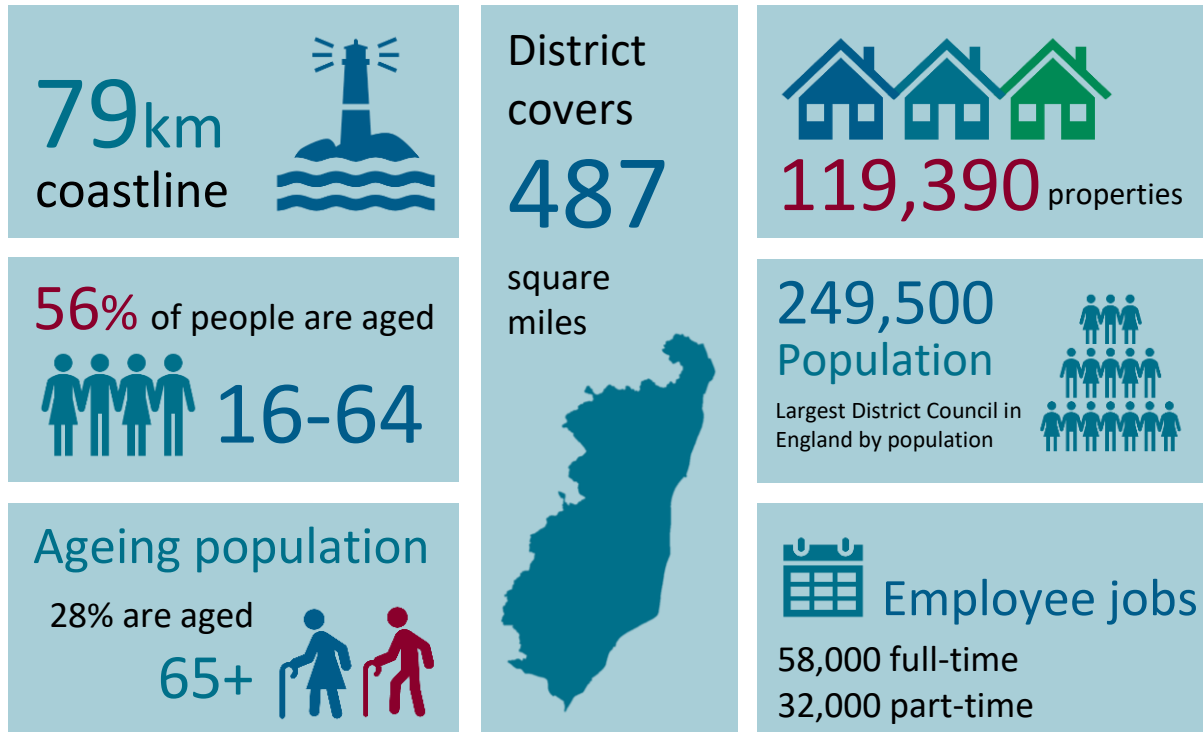 79km
coastline
56% of people are aged
16-64
Ageing population
28% are aged
65+
District
covers
487
square
miles
119,390 properties
249,500
Population
Largest District Council in
England by population
Employee jobs
58,000 full-time
32,000 part-time